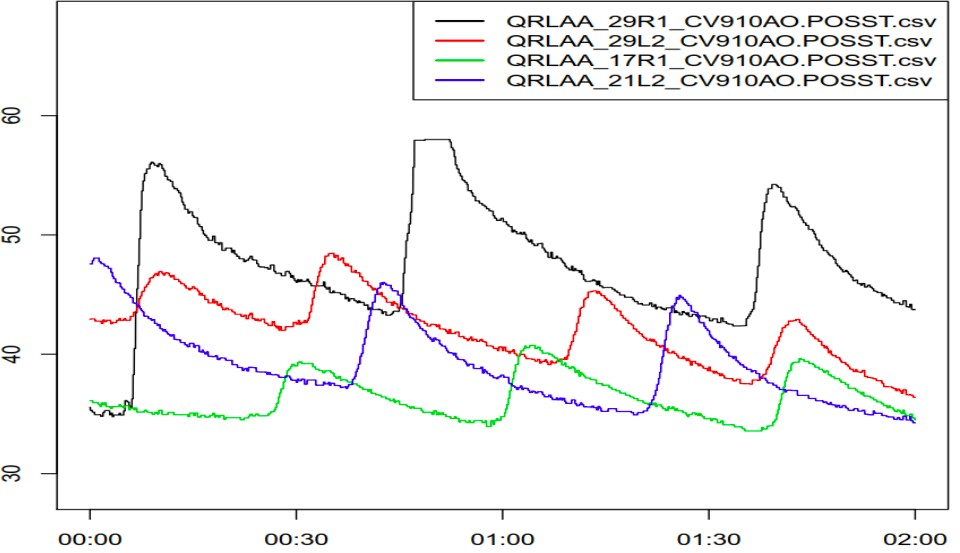 QRLAA_29R1_CV910AO.POSST.csv
QRLAA_29L2_CV910AO.POSST.csv
QRLAA_17R1_CV910AO.POSST.csv
QRLAA_21L2_CV910AO.POSST.csv
60
50
40
30
00:00 00:30 01:00 01:30 02:00